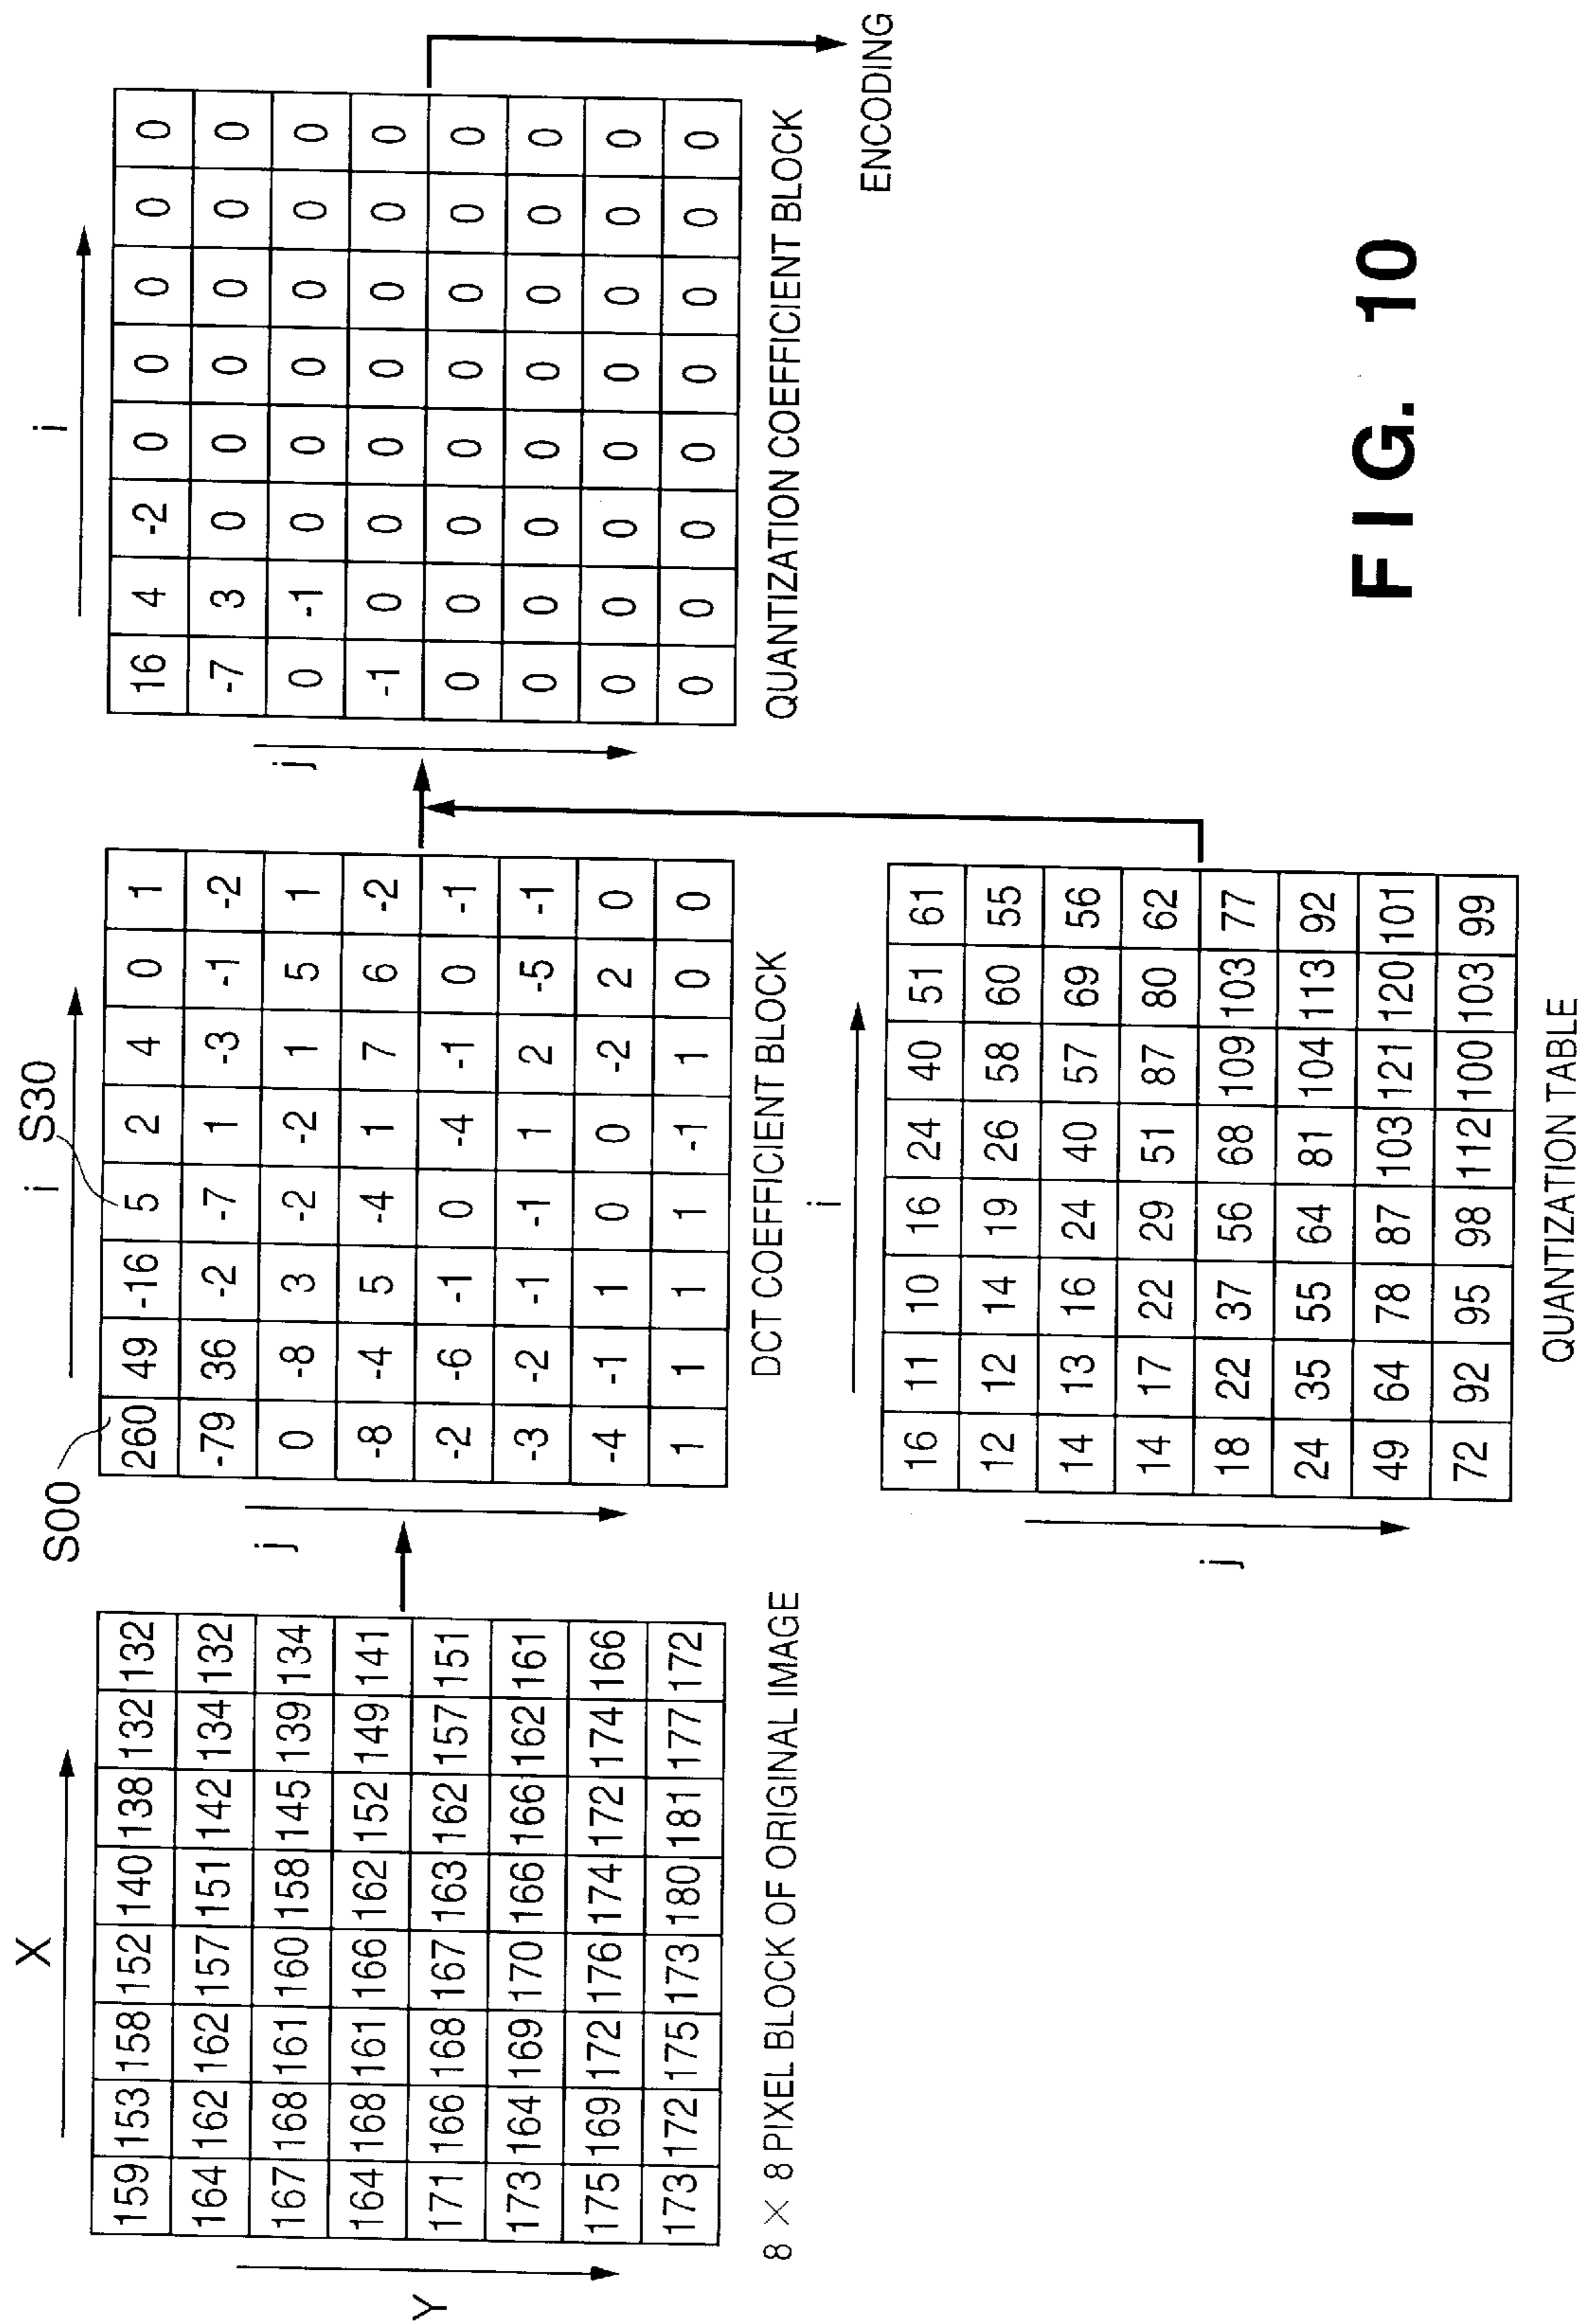 X
Y
159 153 158 152 140 138 132 132
164 162 162 157 151 142 134 132
167 168 161 160 158 145 139 134
164 168 161 166 162 152 149 141
171 166 168 167 163 162 157 151
173 164 169 170 166 166 162 161
175 169 172 176 174 172 174 166
173 172 175 173 180 181 177 172
8 × 8 PIXEL BLOCK OF ORIGINAL IMAGE
S00
S30
i
j
260 49 -16 5 2 4 0 1
-79 36 -2 -7 1 -3 -1 -2
0 -8 3 -2 -2 1 5 1
-8 -4 5 -4 1 7 6 -2
-2 -6 -1 0 -4 -1 0 -1
-3 -2 -1 -1 1 2 -5 -1
-4 -1 1 0 0 -2 2 0
1 1 1 1 -1 1 0 0
DCT COEFFICIENT BLOCK
i
j
16 11 10 16 24 40 51 61
12 12 14 19 26 58 60 55
14 13 16 24 40 57 69 56
14 17 22 29 51 87 80 62
18 22 37 56 68 109 103 77
24 35 55 64 81 104 113 92
49 64 78 87 103 121 120 101
72 92 95 98 112 100 103 99
QUANTIZATION TABLE
i
j
16 4 -2 0 0 0 0 0
-7 3 0 0 0 0 0 0
0 -1 0 0 0 0 0 0
-1 0 0 0 0 0 0 0
0 0 0 0 0 0 0 0
0 0 0 0 0 0 0 0
0 0 0 0 0 0 0 0
0 0 0 0 0 0 0 0
QUANTIZATION COEFFICIENT BLOCK
ENCODING
FIG. 10